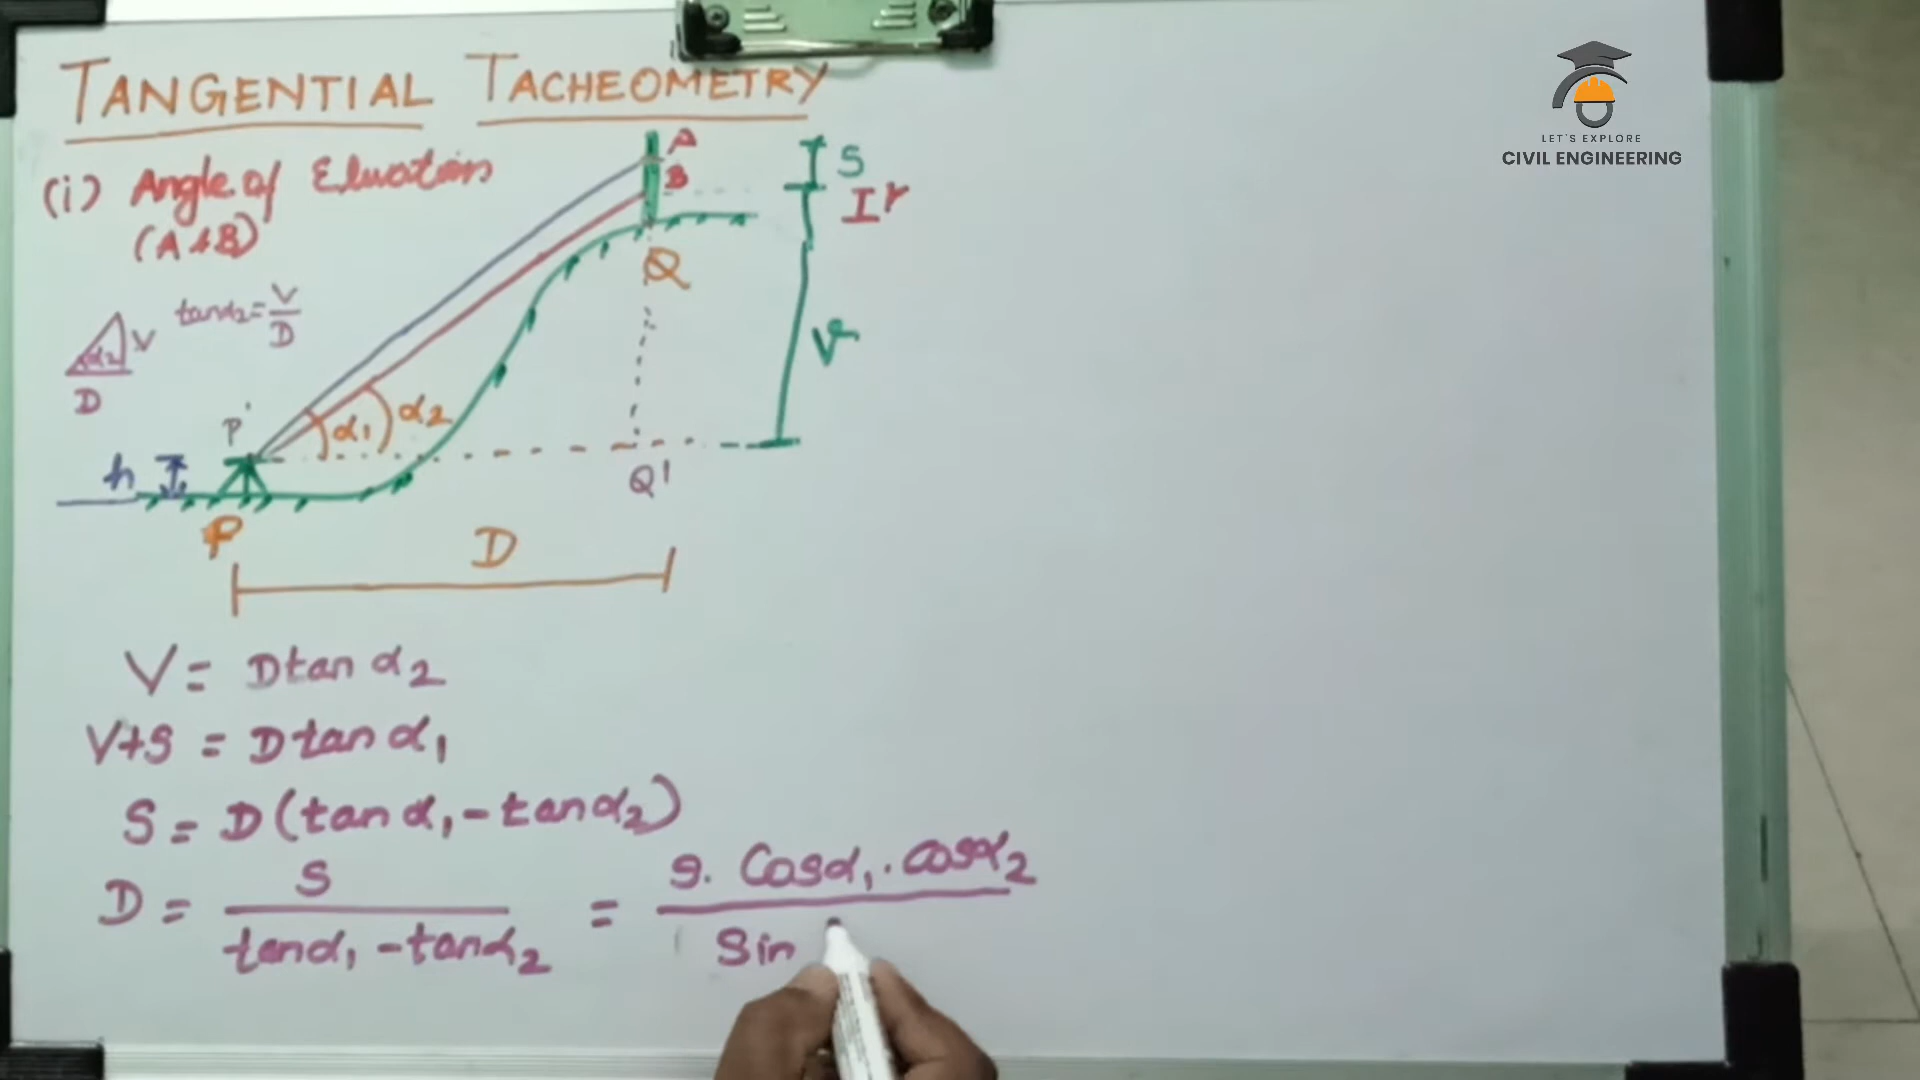 TANGENTIAL TACHEOMETRY
LET'S EXPLORE
CIVIL ENGINEERING
(i) Angle of Elevation
(A & B)
A
B
S
r
Q
tanα2 = V/D
α2
V
D
V
P'
α1
α2
h
Q'
P
D
V = D tan α2
V+S = D tan α1
S = D (tan α1 - tan α2)
D = S / tan α1 - tan α2 = S. Cos α1 . Cos α2 / Sin